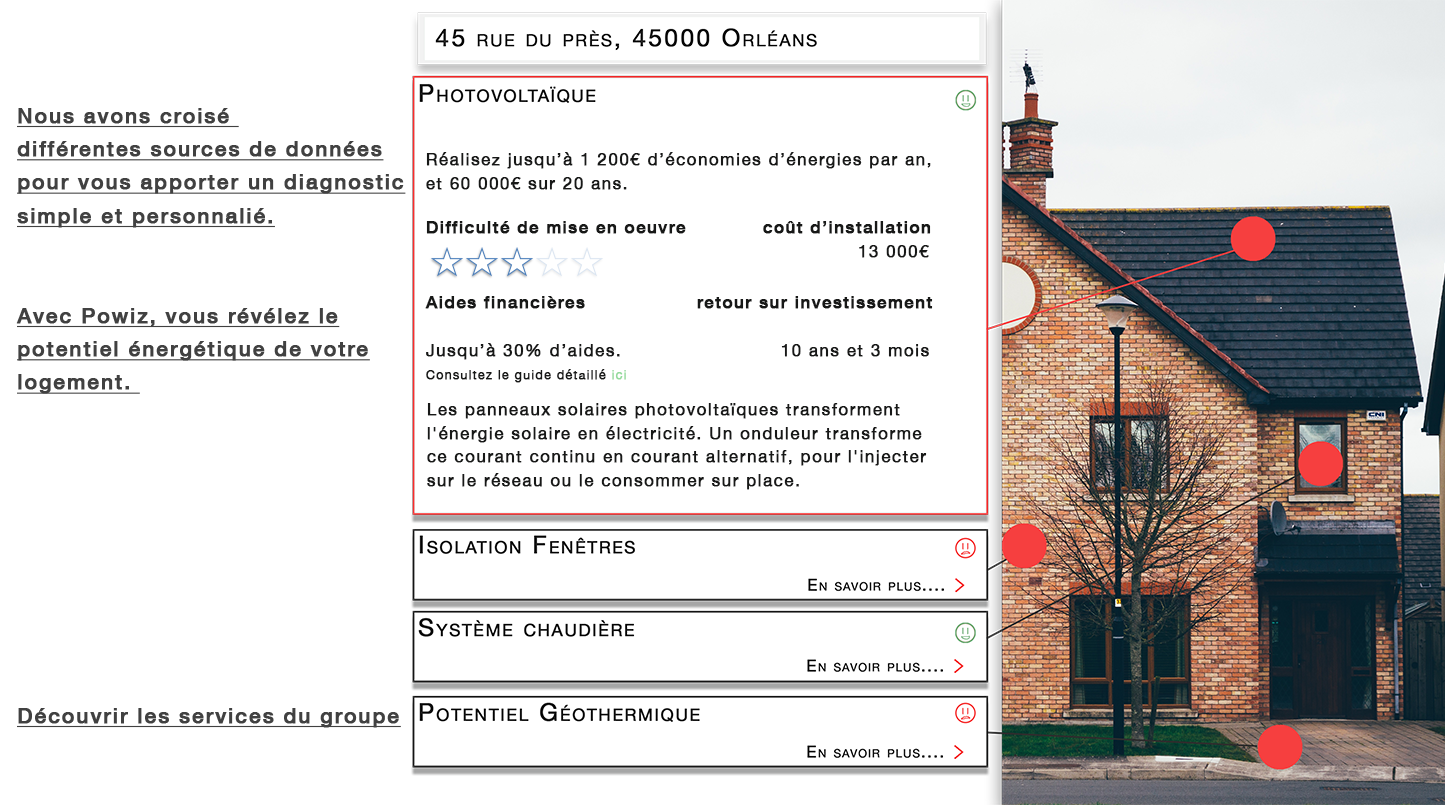 45 rue du près, 45000 Orléans
Nous avons croisé
différentes sources de données
pour vous apporter un diagnostic
simple et personnalié.
Avec Powiz, vous révélez le
potentiel énergétique de votre
logement.
Découvrir les services du groupe
Photovoltaïque
Réalisez jusqu’à 1 200€ d’économies d’énergies par an,
et 60 000€ sur 20 ans.
Difficulté de mise en oeuvre coût d’installation
13 000€
Aides financières retour sur investissement
Jusqu’à 30% d’aides. 10 ans et 3 mois
Consultez le guide détaillé ici
Les panneaux solaires photovoltaïques transforment
l'énergie solaire en électricité. Un onduleur transforme
ce courant continu en courant alternatif, pour l'injecter
sur le réseau ou le consommer sur place.
Isolation Fenêtres
En savoir plus.... >
Système chaudière
En savoir plus.... >
Potentiel Géothermique
En savoir plus.... >
CNI